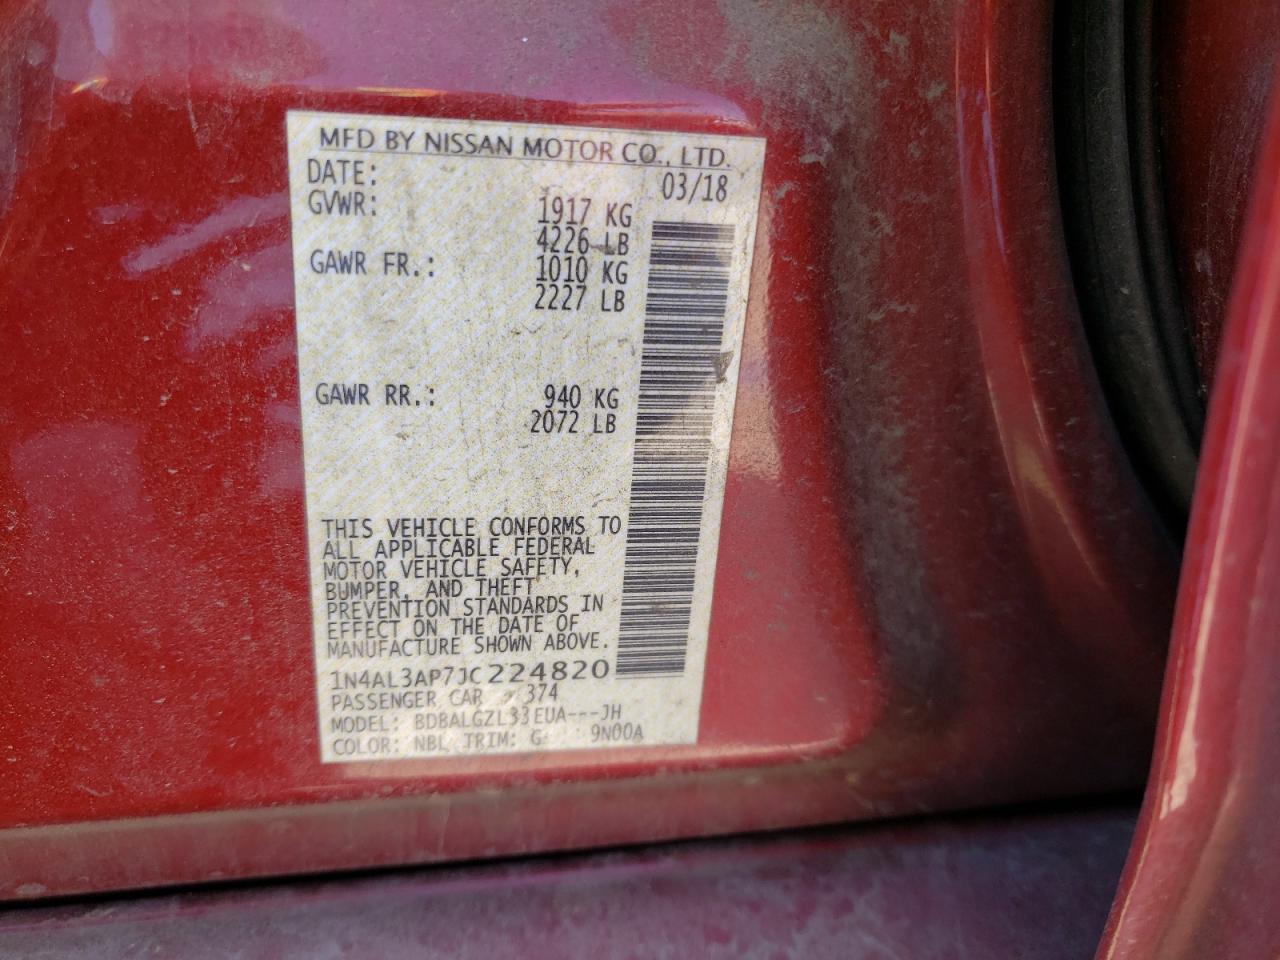 MFD BY NISSAN MOTOR CO., LTD.
DATE: 03/18
GVWR: 1917 KG
4226 LB
GAWR FR.: 1010 KG
2227 LB
GAWR RR.: 940 KG
2072 LB
THIS VEHICLE CONFORMS TO
ALL APPLICABLE FEDERAL
MOTOR VEHICLE SAFETY,
BUMPER, AND THEFT
PREVENTION STANDARDS IN
EFFECT ON THE DATE OF
MANUFACTURE SHOWN ABOVE.
1N4AL3AP7JC224820
PASSENGER CAR 374
MODEL: BDBALGZL33EUA---JH
COLOR: NBL TRIM: G 9N00A